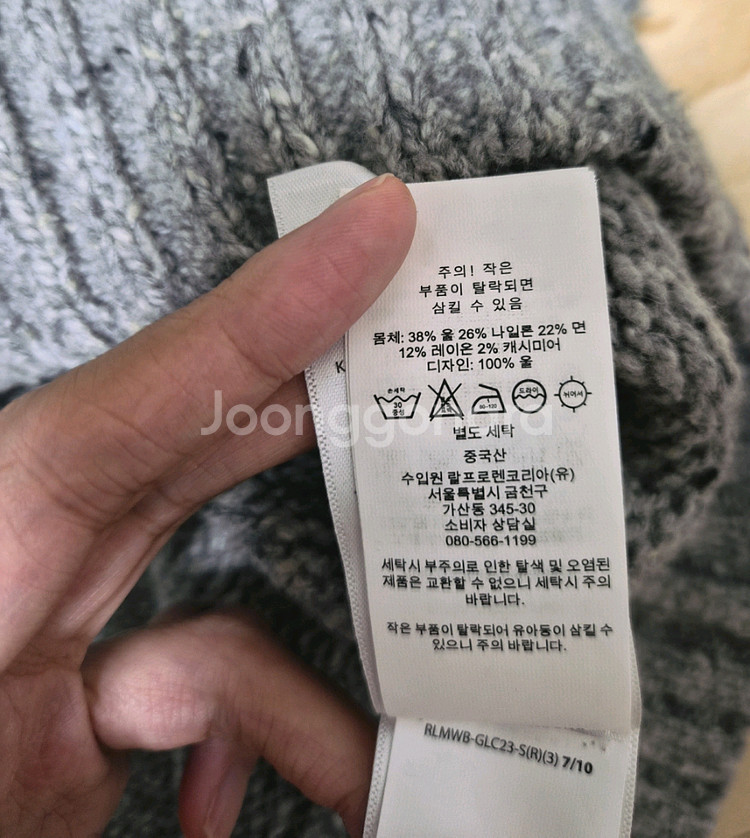 주의! 작은
부품이 탈락되면
삼킬 수 있음
몸체: 38% 울 26% 나일론 22% 면
12% 레이온 2% 캐시미어
디자인: 100% 울
K
손세탁
30
중성
80~120
드라이
뉘어서
Joonggonara
별도 세탁
중국산
수입원 랄프로렌코리아(유)
서울특별시 금천구
가산동 345-30
소비자 상담실
080-566-1199
세탁시 부주의로 인한 탈색 및 오염된
제품은 교환할 수 없으니 세탁시 주의
바랍니다.
작은 부품이 탈락되어 유아동이 삼킬 수
있으니 주의 바랍니다.
RLMWB-GLC23-S(R)(3) 7/10